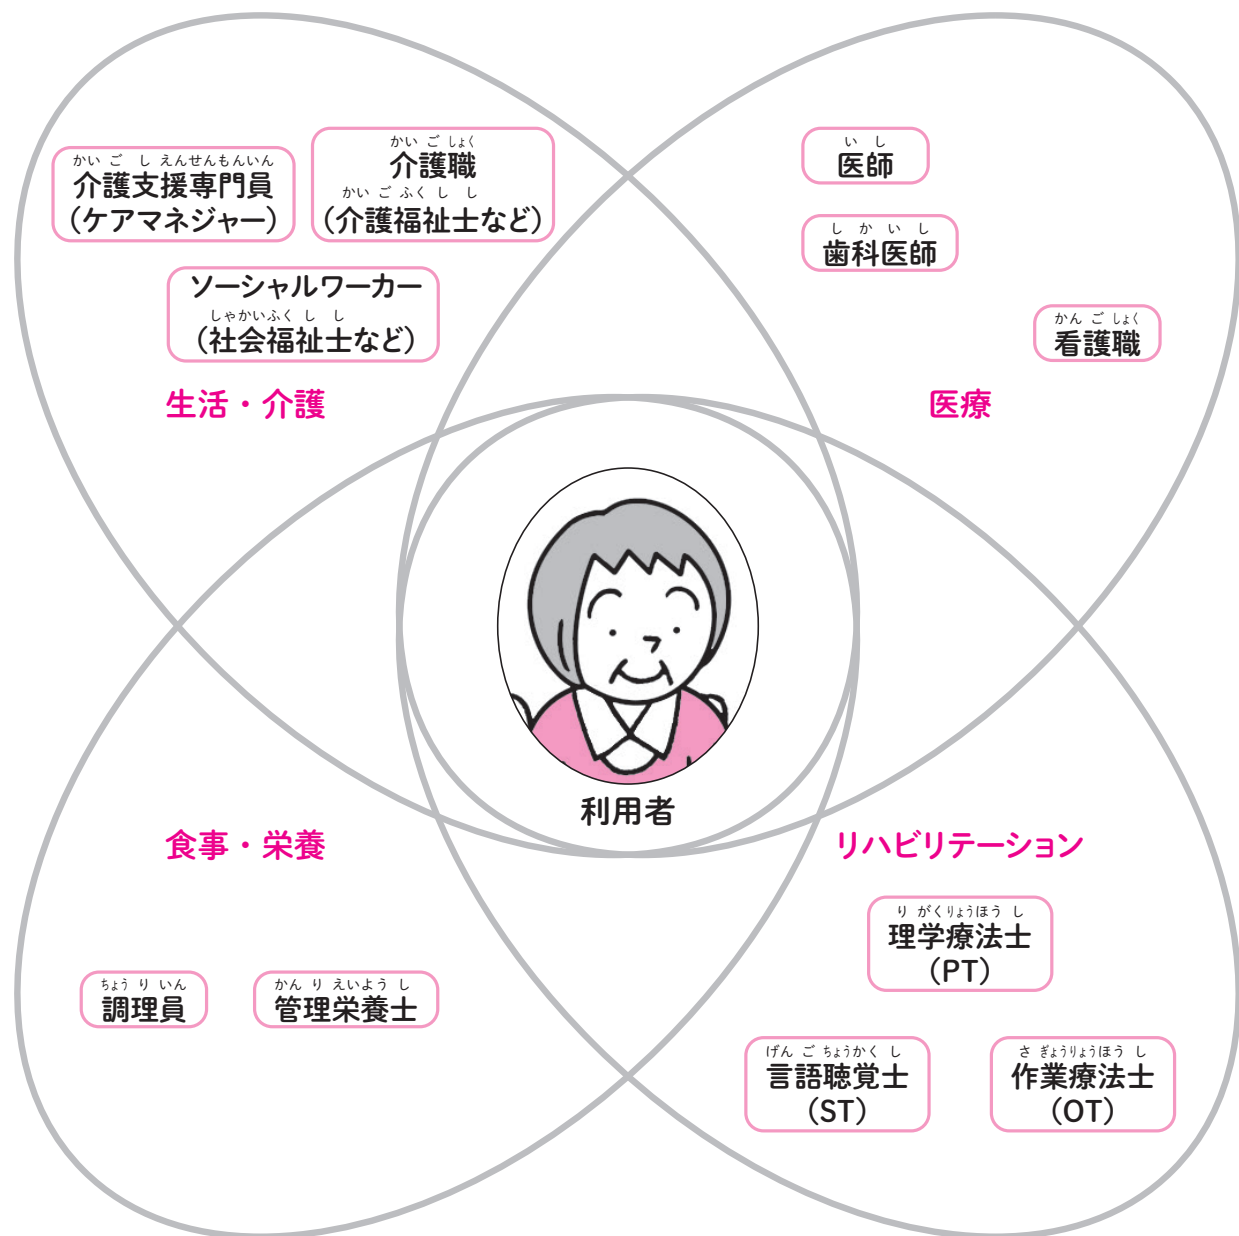 かいごしえんせんもんいん
介護支援専門員
（ケアマネジャー）
かいごしょく
介護職
かいごふくしし
（介護福祉士など）
ソーシャルワーカー
しゃかいふくしし
（社会福祉士など）
生活・介護
いし
医師
しかいし
歯科医師
かんごしょく
看護職
医療
利用者
食事・栄養
ちょうりいん
調理員
かんりえいようし
管理栄養士
リハビリテーション
りがくりょうほうし
理学療法士
（PT）
げんごちょうかくし
言語聴覚士
（ST）
さぎょうりょうほうし
作業療法士
（OT）